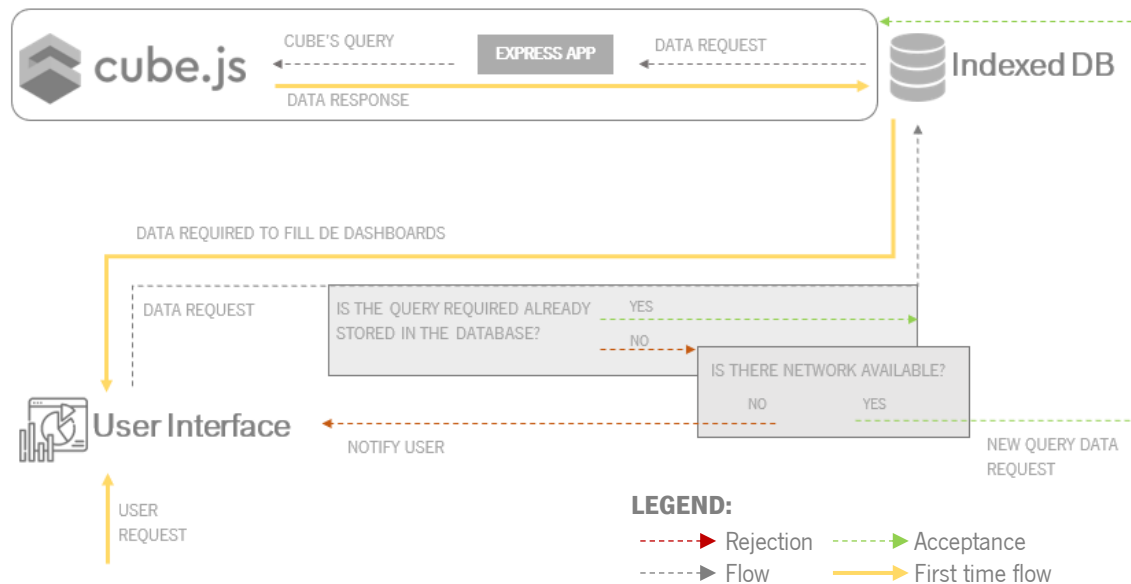 CUBE'S QUERY
EXPRESS APP
DATA REQUEST
cube.js
Indexed DB
DATA RESPONSE
DATA REQUIRED TO FILL DE DASHBOARDS
DATA REQUEST
IS THE QUERY REQUIRED ALREADY
STORED IN THE DATABASE?
YES
NO
IS THERE NETWORK AVAILABLE?
NO
YES
User Interface
NOTIFY USER
NEW QUERY DATA
REQUEST
USER
REQUEST
LEGEND:
Rejection
Acceptance
Flow
First time flow